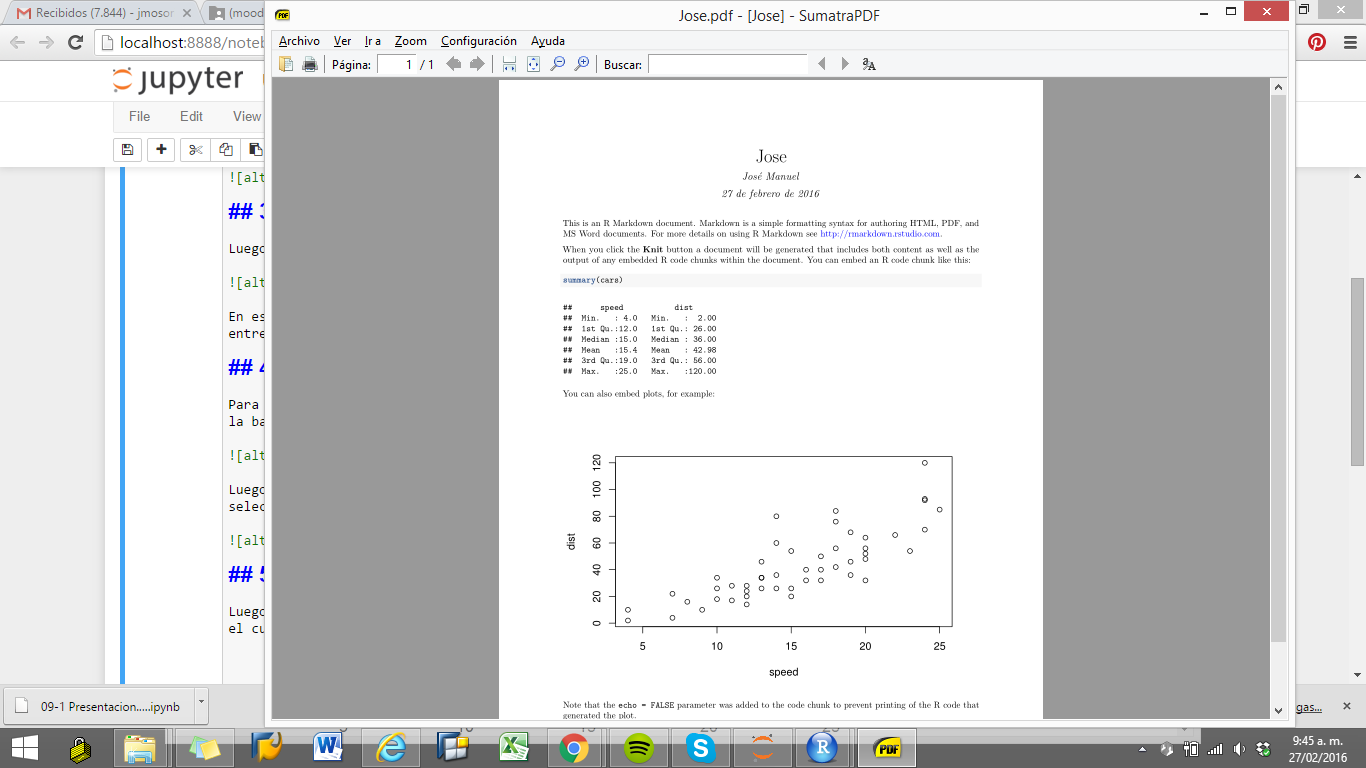 Recibidos (7.844) - jmosor
(mood
Jose.pdf - [Jose] - SumatraPDF
localhost:8888/noteb
Archivo Ver Ir a Zoom Configuración Ayuda
Página: 1 / 1 Buscar:
jupyter
File Edit View
![alt
## 3
Luego
![alt
En es
entre
## 4
Para
la ba
![alt
Luego
selec
![alt
## 5
Luego
el cu
Jose
José Manuel
27 de febrero de 2016
This is an R Markdown document. Markdown is a simple formatting syntax for authoring HTML, PDF, and
MS Word documents. For more details on using R Markdown see http://rmarkdown.rstudio.com.
When you click the Knit button a document will be generated that includes both content as well as the
output of any embedded R code chunks within the document. You can embed an R code chunk like this:
summary(cars)
## speed dist
## Min. : 4.0 Min. : 2.00
## 1st Qu.:12.0 1st Qu.: 26.00
## Median :15.0 Median : 36.00
## Mean :15.4 Mean : 42.98
## 3rd Qu.:19.0 3rd Qu.: 56.00
## Max. :25.0 Max. :120.00
You can also embed plots, for example:
120
100
80
60
40
20
0
dist
5 10 15 20 25
speed
Note that the echo = FALSE parameter was added to the code chunk to prevent printing of the R code that
generated the plot.
09-1 Presentacion.....ipynb
gas...
9:45 a. m.
27/02/2016